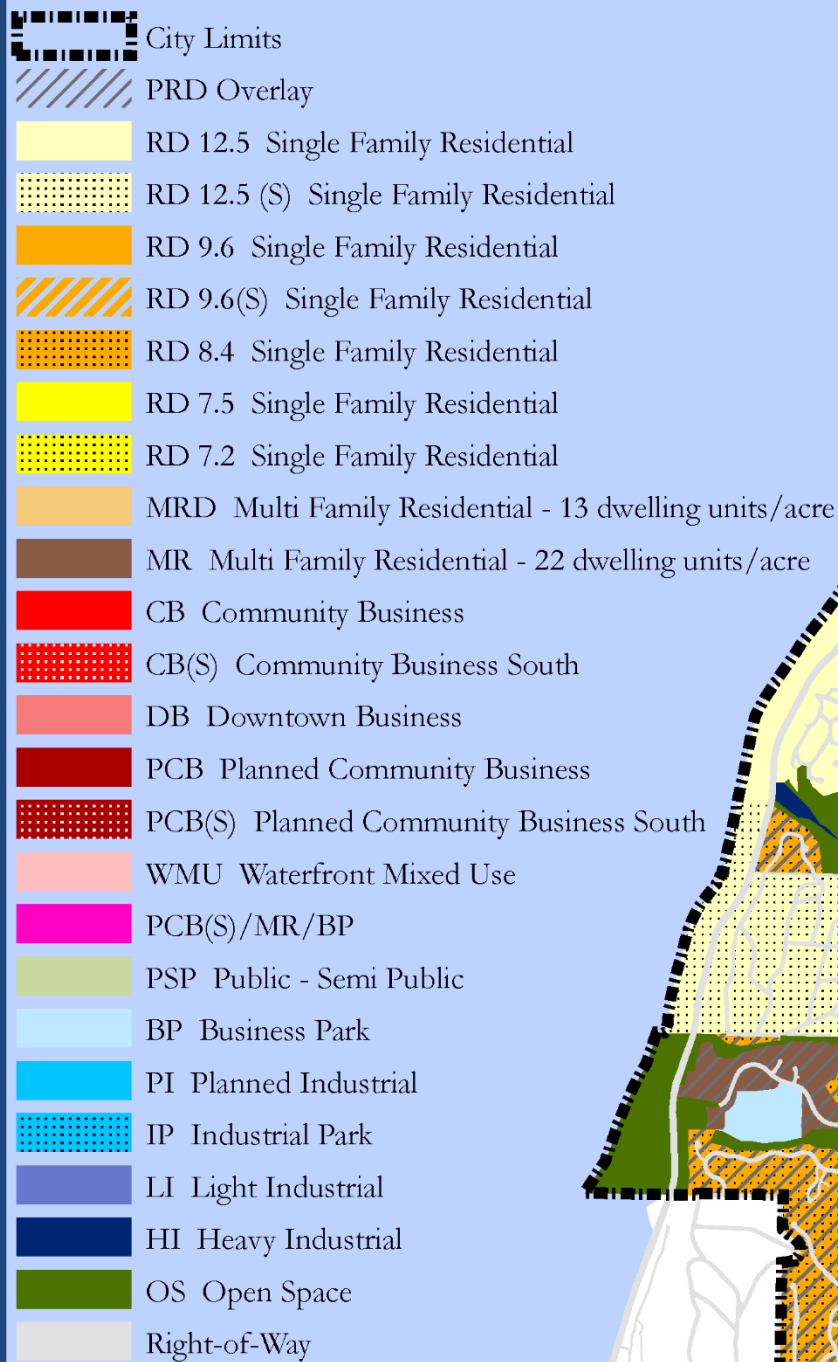 City Limits
PRD Overlay
RD 12.5 Single Family Residential
RD 12.5 (S) Single Family Residential
RD 9.6 Single Family Residential
RD 9.6(S) Single Family Residential
RD 8.4 Single Family Residential
RD 7.5 Single Family Residential
RD 7.2 Single Family Residential
MRD Multi Family Residential - 13 dwelling units/acre
MR Multi Family Residential - 22 dwelling units/acre
CB Community Business
CB(S) Community Business South
DB Downtown Business
PCB Planned Community Business
PCB(S) Planned Community Business South
WMU Waterfront Mixed Use
PCB(S)/MR/BP
PSP Public - Semi Public
BP Business Park
PI Planned Industrial
IP Industrial Park
LI Light Industrial
HI Heavy Industrial
OS Open Space
Right-of-Way